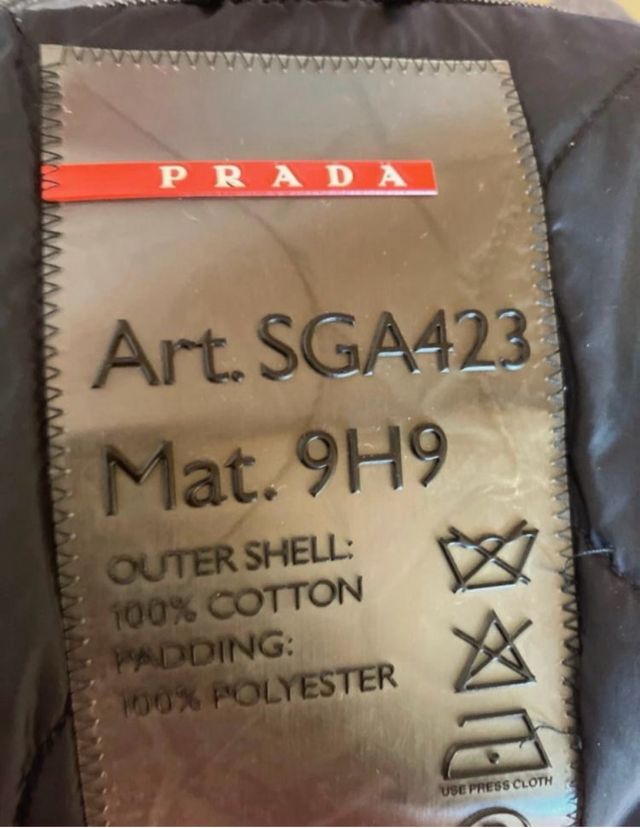 PRADA
Art. SGA423
Mat. 9H9
OUTER SHELL:
100% COTTON
PADDING:
100% POLYESTER
USE PRESS CLOTH